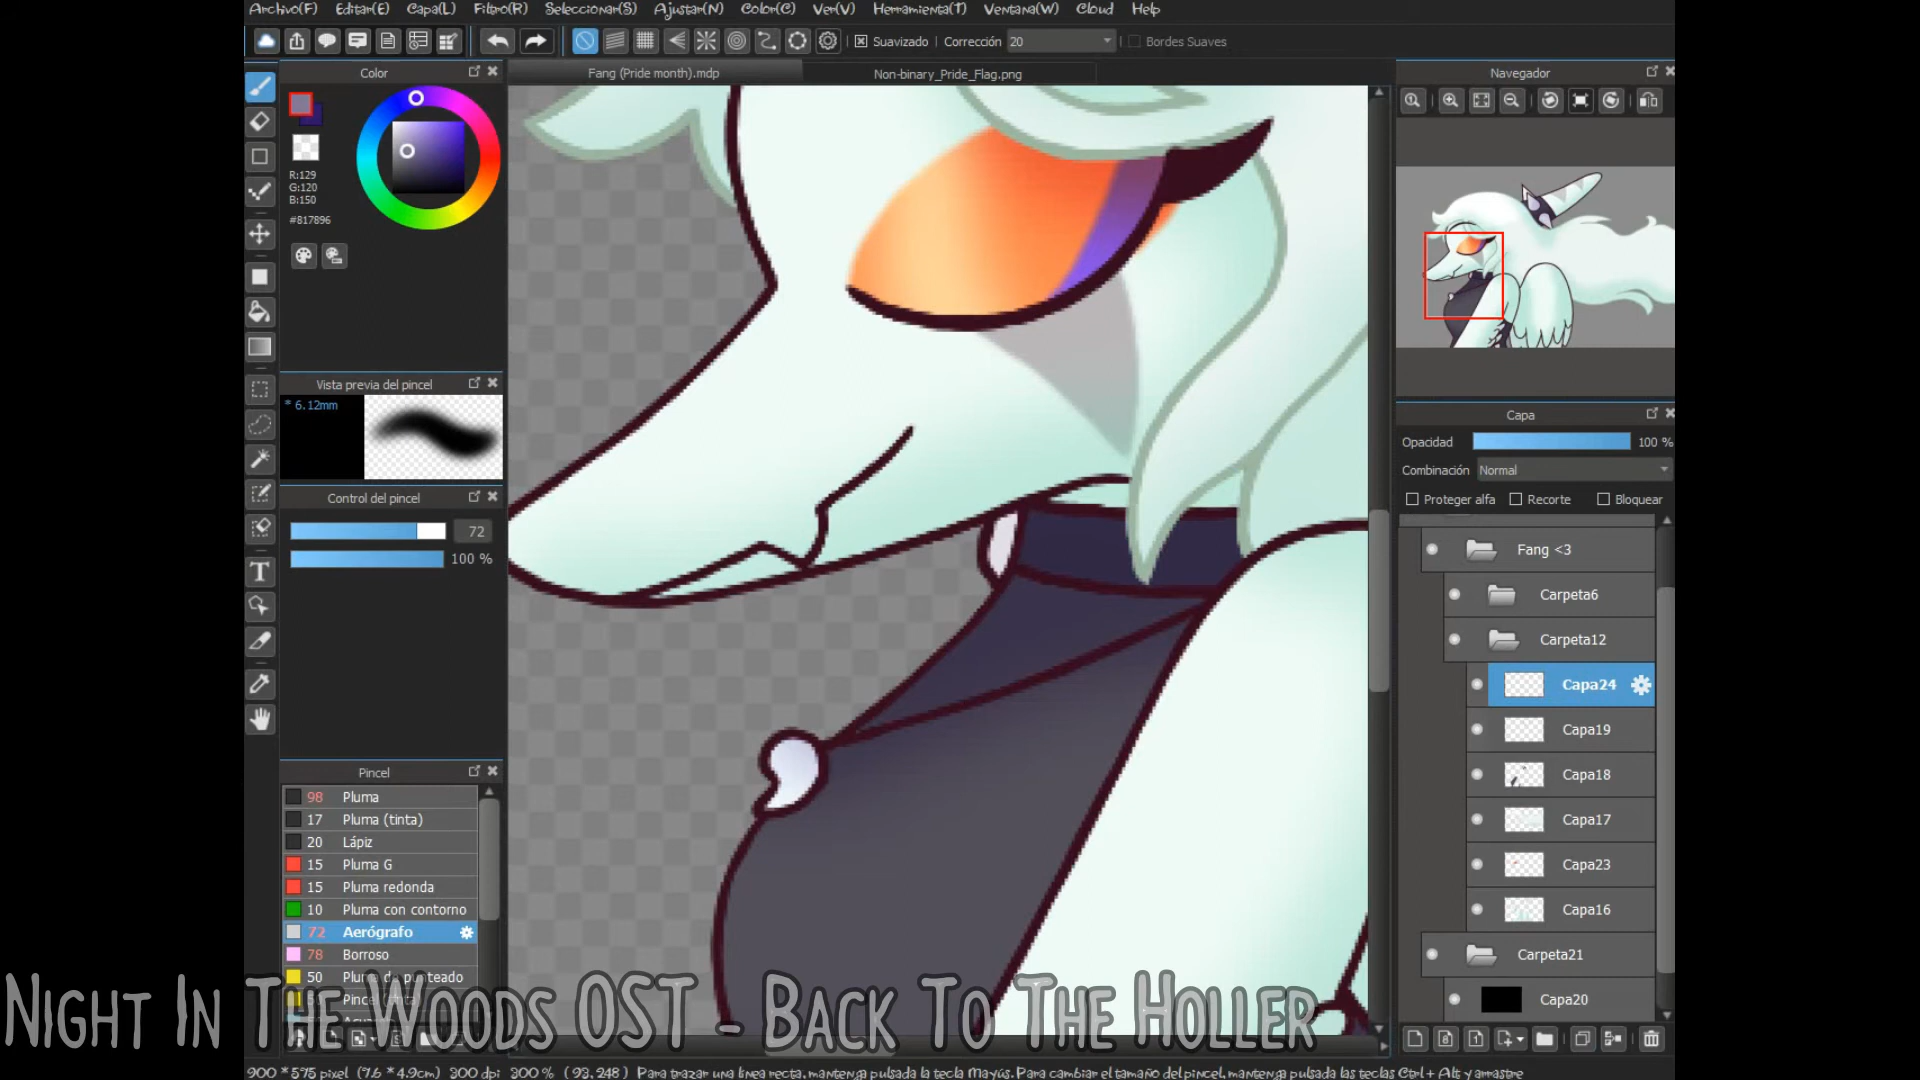 Archivo(F) Editar(E) Capa(L) Filtro(R) Seleccionar(S) Ajustar(N) Color(C) Ver(V) Herramienta(T) Ventana(W) Cloud Help
Suavizado Corrección 20 Bordes Suaves
Color
Fang (Pride month).mdp
Non-binary_Pride_Flag.png
Navegador
R:129
G:120
B:150
#817896
Vista previa del pincel
* 6.12mm
Control del pincel
72
100 %
Capa
Opacidad 100 %
Combinación Normal
Proteger alfa Recorte Bloquear
Fang <3
Carpeta6
Carpeta12
Capa24
Capa19
Capa18
Capa17
Capa23
Capa16
Carpeta21
Capa20
Pincel
98 Pluma
17 Pluma (tinta)
20 Lápiz
15 Pluma G
15 Pluma redonda
10 Pluma con contorno
72 Aerógrafo
78 Borroso
50 Pluma de punteado
Night In The Woods OST - Back To The Holler
900 * 575 pixel (7.6 * 4.9cm) 300 dpi 300 % ( 93, 248 ) Para trazar una línea recta, mantenga pulsada la tecla Mayús. Para cambiar el tamaño del pincel, mantenga pulsada las teclas Ctrl + Alt y arrastre